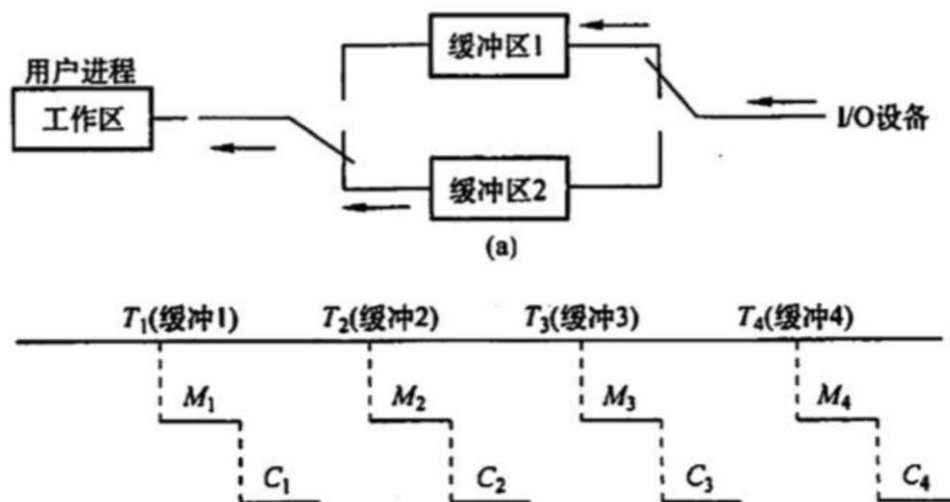 缓冲区1
用户进程
工作区
I/O设备
缓冲区2
(a)
T₁(缓冲1) T₂(缓冲2) T₃(缓冲3) T₄(缓冲4)
M₁ M₂ M₃ M₄
C₁ C₂ C₃ C₄